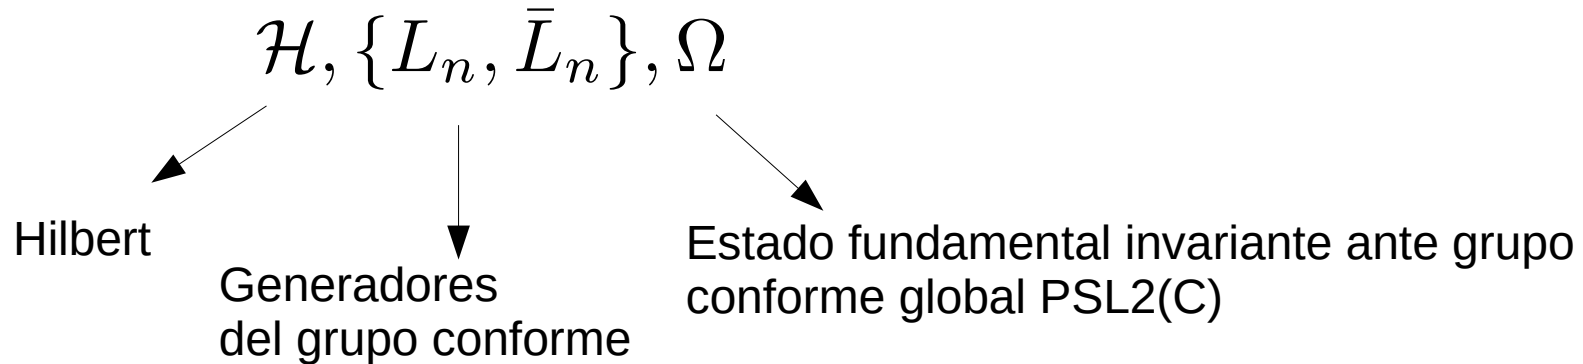 ℋ, {Lₙ, L̄ₙ}, Ω
Hilbert
Generadores
del grupo conforme
Estado fundamental invariante ante grupo
conforme global PSL2(C)